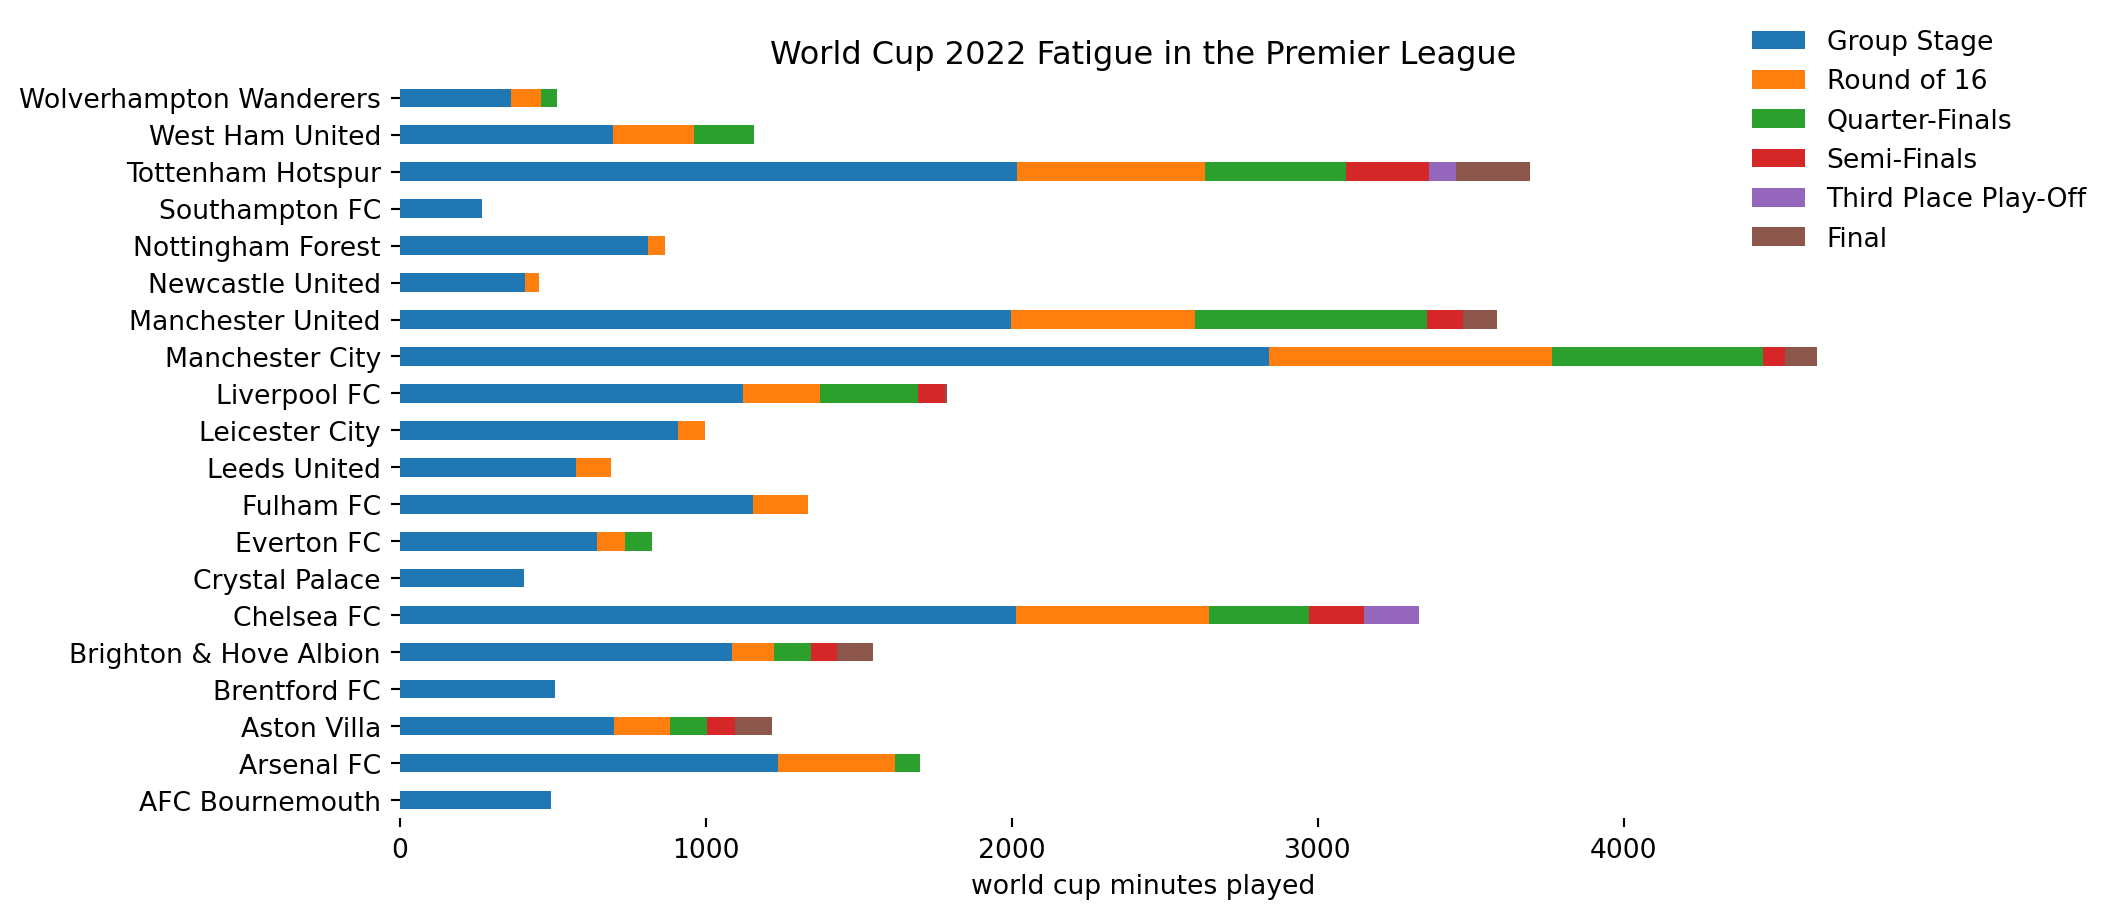 World Cup 2022 Fatigue in the Premier League
Group Stage
Round of 16
Quarter-Finals
Semi-Finals
Third Place Play-Off
Final
Wolverhampton Wanderers
West Ham United
Tottenham Hotspur
Southampton FC
Nottingham Forest
Newcastle United
Manchester United
Manchester City
Liverpool FC
Leicester City
Leeds United
Fulham FC
Everton FC
Crystal Palace
Chelsea FC
Brighton & Hove Albion
Brentford FC
Aston Villa
Arsenal FC
AFC Bournemouth
0 1000 2000 3000 4000
world cup minutes played